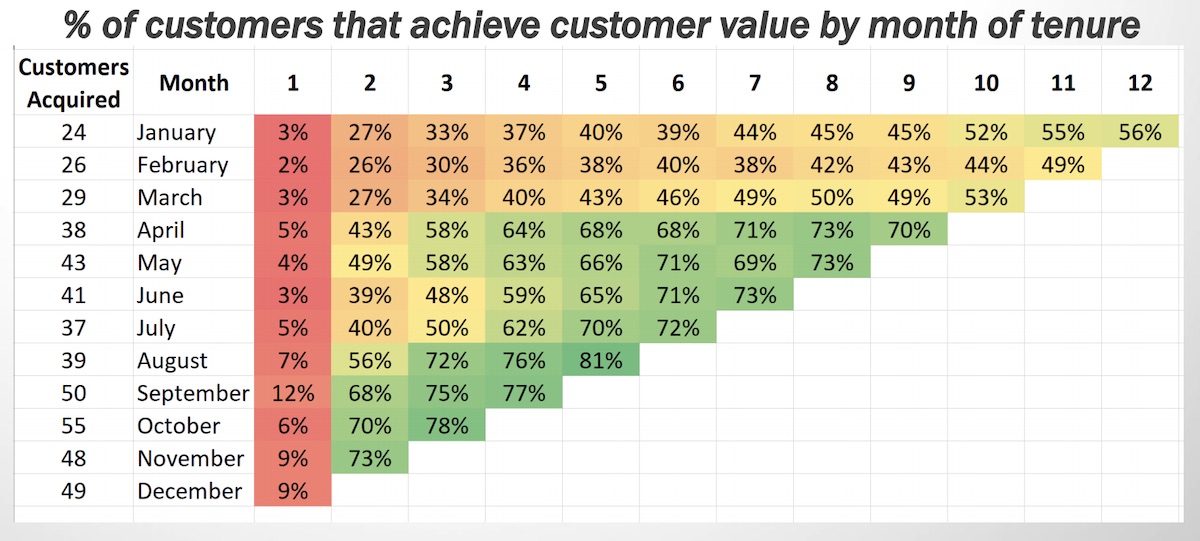 % of customers that achieve customer value by month of tenure
Customers Acquired Month 1 2 3 4 5 6 7 8 9 10 11 12
24 January 3% 27% 33% 37% 40% 39% 44% 45% 45% 52% 55% 56%
26 February 2% 26% 30% 36% 38% 40% 38% 42% 43% 44% 49%
29 March 3% 27% 34% 40% 43% 46% 49% 50% 49% 53%
38 April 5% 43% 58% 64% 68% 68% 71% 73% 70%
43 May 4% 49% 58% 63% 66% 71% 69% 73%
41 June 3% 39% 48% 59% 65% 71% 73%
37 July 5% 40% 50% 62% 70% 72%
39 August 7% 56% 72% 76% 81%
50 September 12% 68% 75% 77%
55 October 6% 70% 78%
48 November 9% 73%
49 December 9%